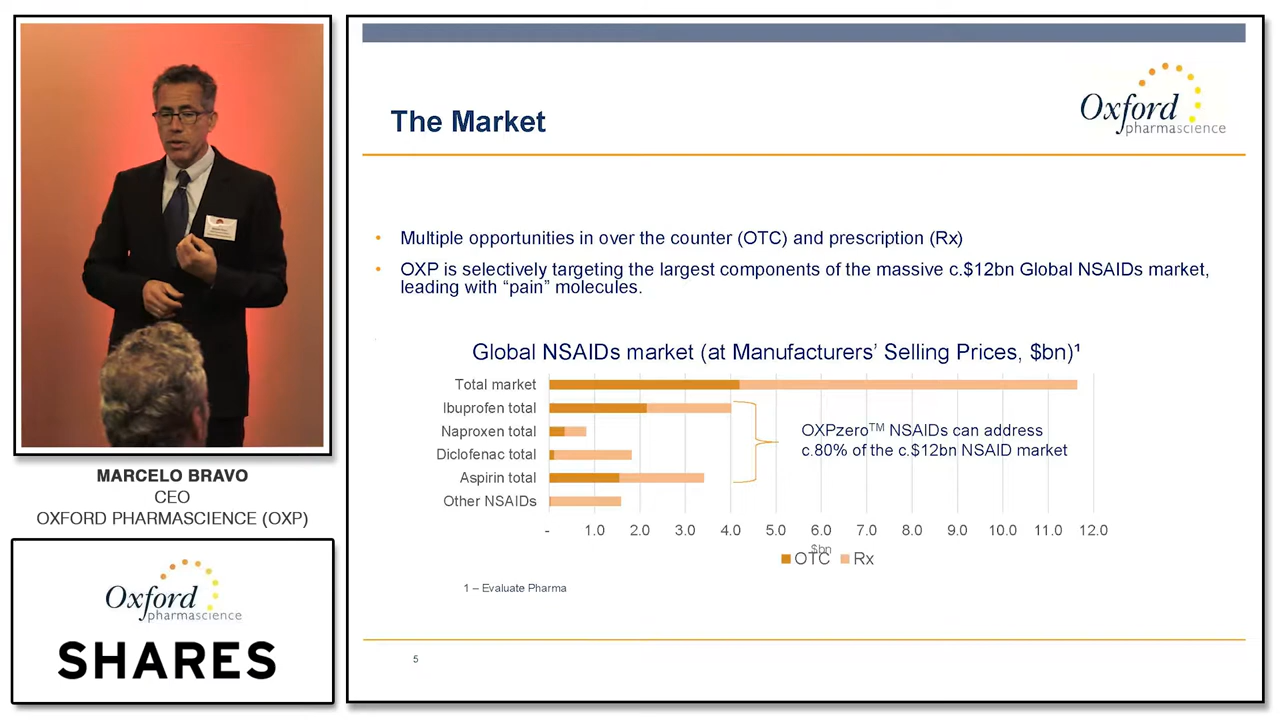 MARCELO BRAVO
CEO
OXFORD PHARMASCIENCE (OXP)
Oxford
pharmascience
SHARES
Oxford
pharmascience
The Market
• Multiple opportunities in over the counter (OTC) and prescription (Rx)
• OXP is selectively targeting the largest components of the massive c.$12bn Global NSAIDs market,
leading with “pain” molecules.
Global NSAIDs market (at Manufacturers’ Selling Prices, $bn)¹
Total market
Ibuprofen total
Naproxen total
Diclofenac total
Aspirin total
Other NSAIDs
OXPzero™ NSAIDs can address
c.80% of the c.$12bn NSAID market
- 1.0 2.0 3.0 4.0 5.0 6.0 7.0 8.0 9.0 10.0 11.0 12.0
$bn
OTC Rx
1 – Evaluate Pharma
5